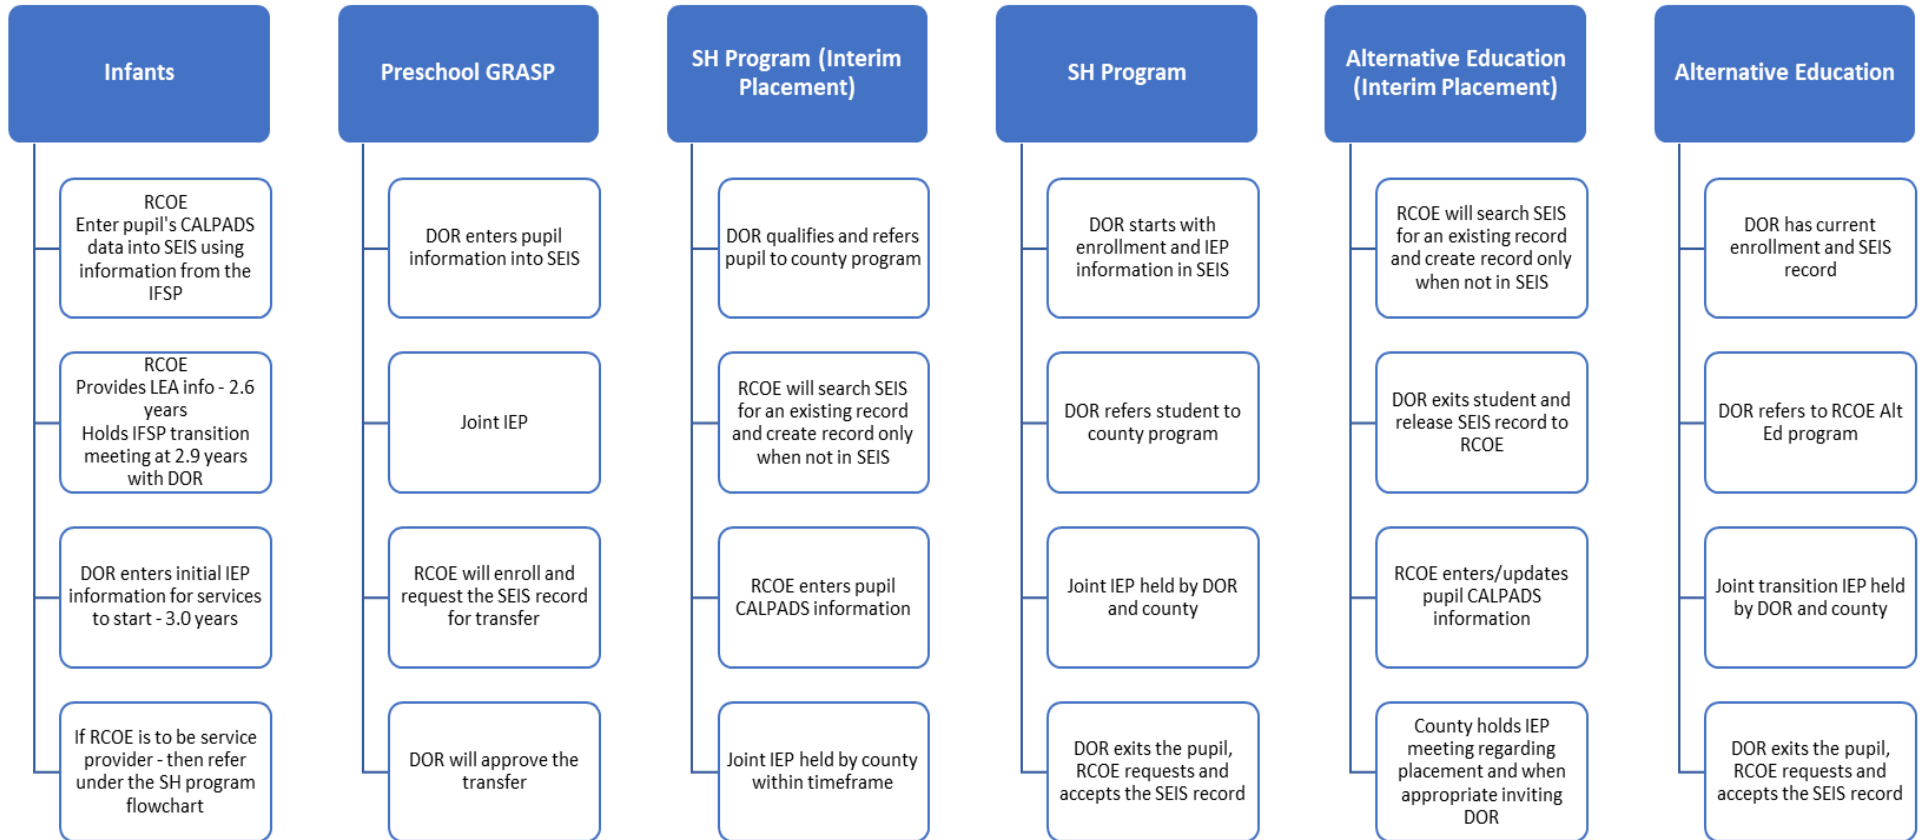 Infants
RCOE
Enter pupil's CALPADS
data into SEIS using
information from the
IFSP
RCOE
Provides LEA info - 2.6
years
Holds IFSP transition
meeting at 2.9 years
with DOR
DOR enters initial IEP
information for services
to start - 3.0 years
If RCOE is to be service
provider - then refer
under the SH program
flowchart
Preschool GRASP
DOR enters pupil
information into SEIS
Joint IEP
RCOE will enroll and
request the SEIS record
for transfer
DOR will approve the
transfer
SH Program (Interim
Placement)
DOR qualifies and refers
pupil to county program
RCOE will search SEIS
for an existing record
and create record only
when not in SEIS
RCOE enters pupil
CALPADS information
Joint IEP held by county
within timeframe
SH Program
DOR starts with
enrollment and IEP
information in SEIS
DOR refers student to
county program
Joint IEP held by DOR
and county
DOR exits the pupil,
RCOE requests and
accepts the SEIS record
Alternative Education
(Interim Placement)
RCOE will search SEIS
for an existing record
and create record only
when not in SEIS
DOR exits student and
release SEIS record to
RCOE
RCOE enters/updates
pupil CALPADS
information
County holds IEP
meeting regarding
placement and when
appropriate inviting
DOR
Alternative Education
DOR has current
enrollment and SEIS
record
DOR refers to RCOE Alt
Ed program
Joint transition IEP held
by DOR and county
DOR exits the pupil,
RCOE requests and
accepts the SEIS record